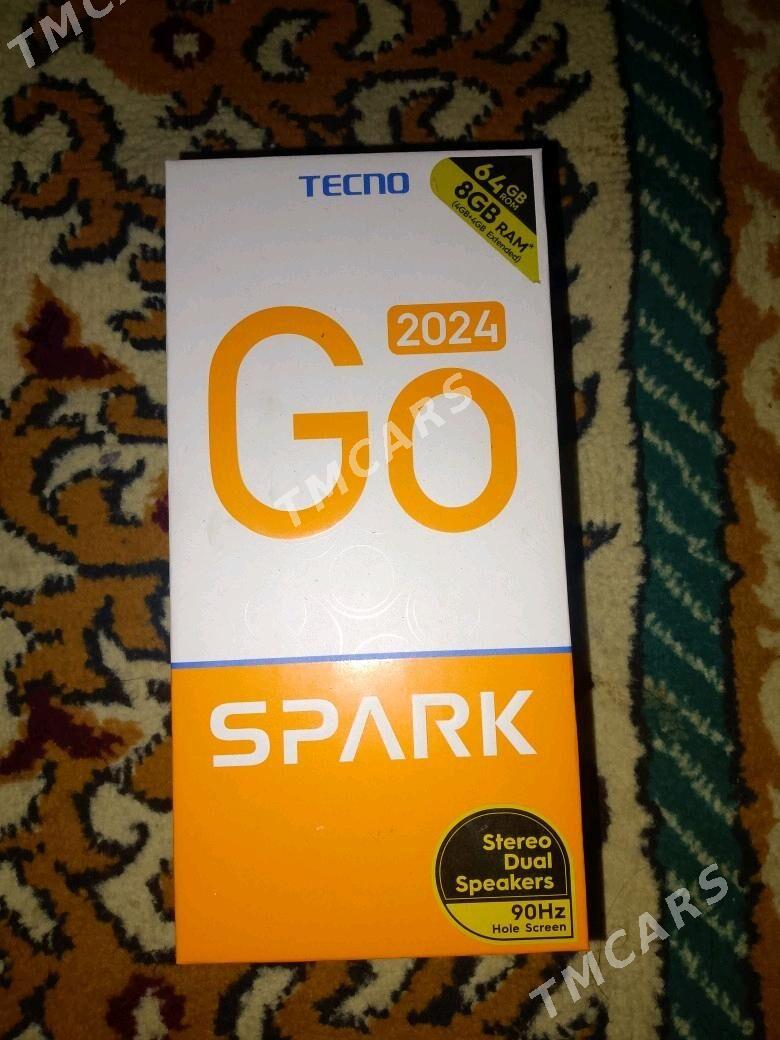 TMCARS
TECNO
64GB
ROM
8GB RAM*
(4GB+4GB Extended)
2024
Go
TMCARS
SPARK
Stereo
Dual
Speakers
90Hz
Hole Screen
TMCARS